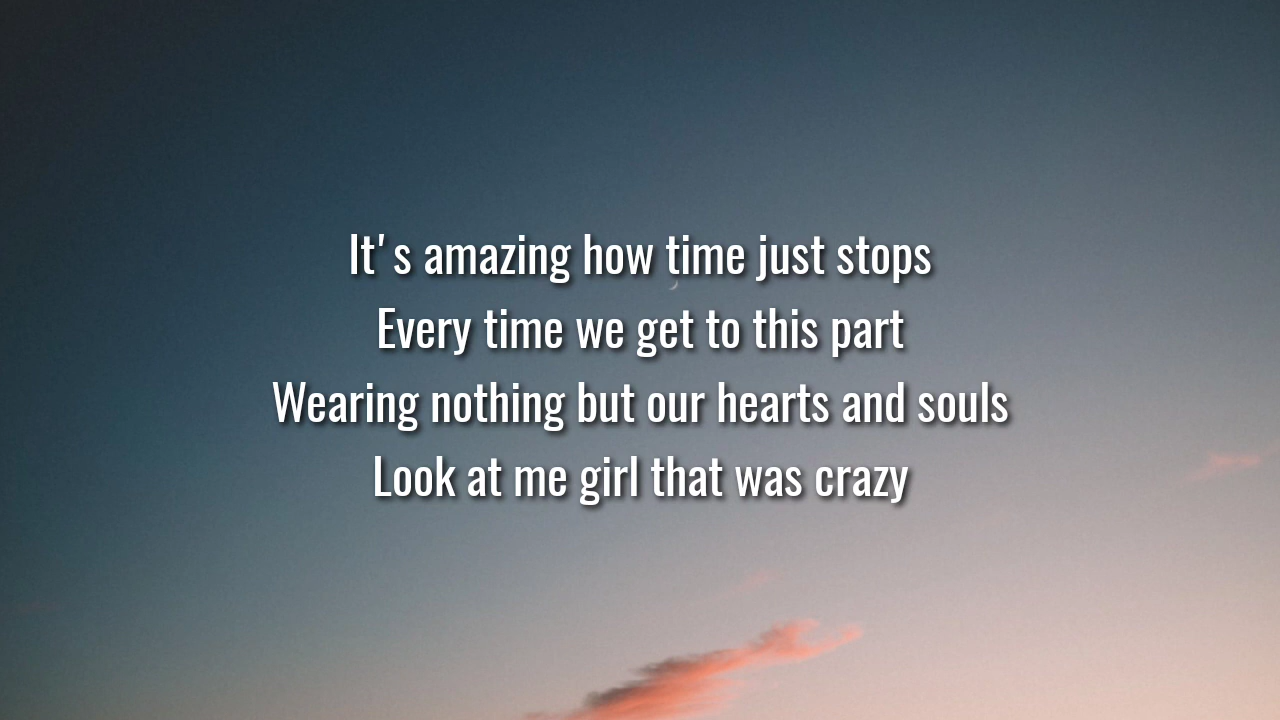 It's amazing how time just stops
Every time we get to this part
Wearing nothing but our hearts and souls
Look at me girl that was crazy